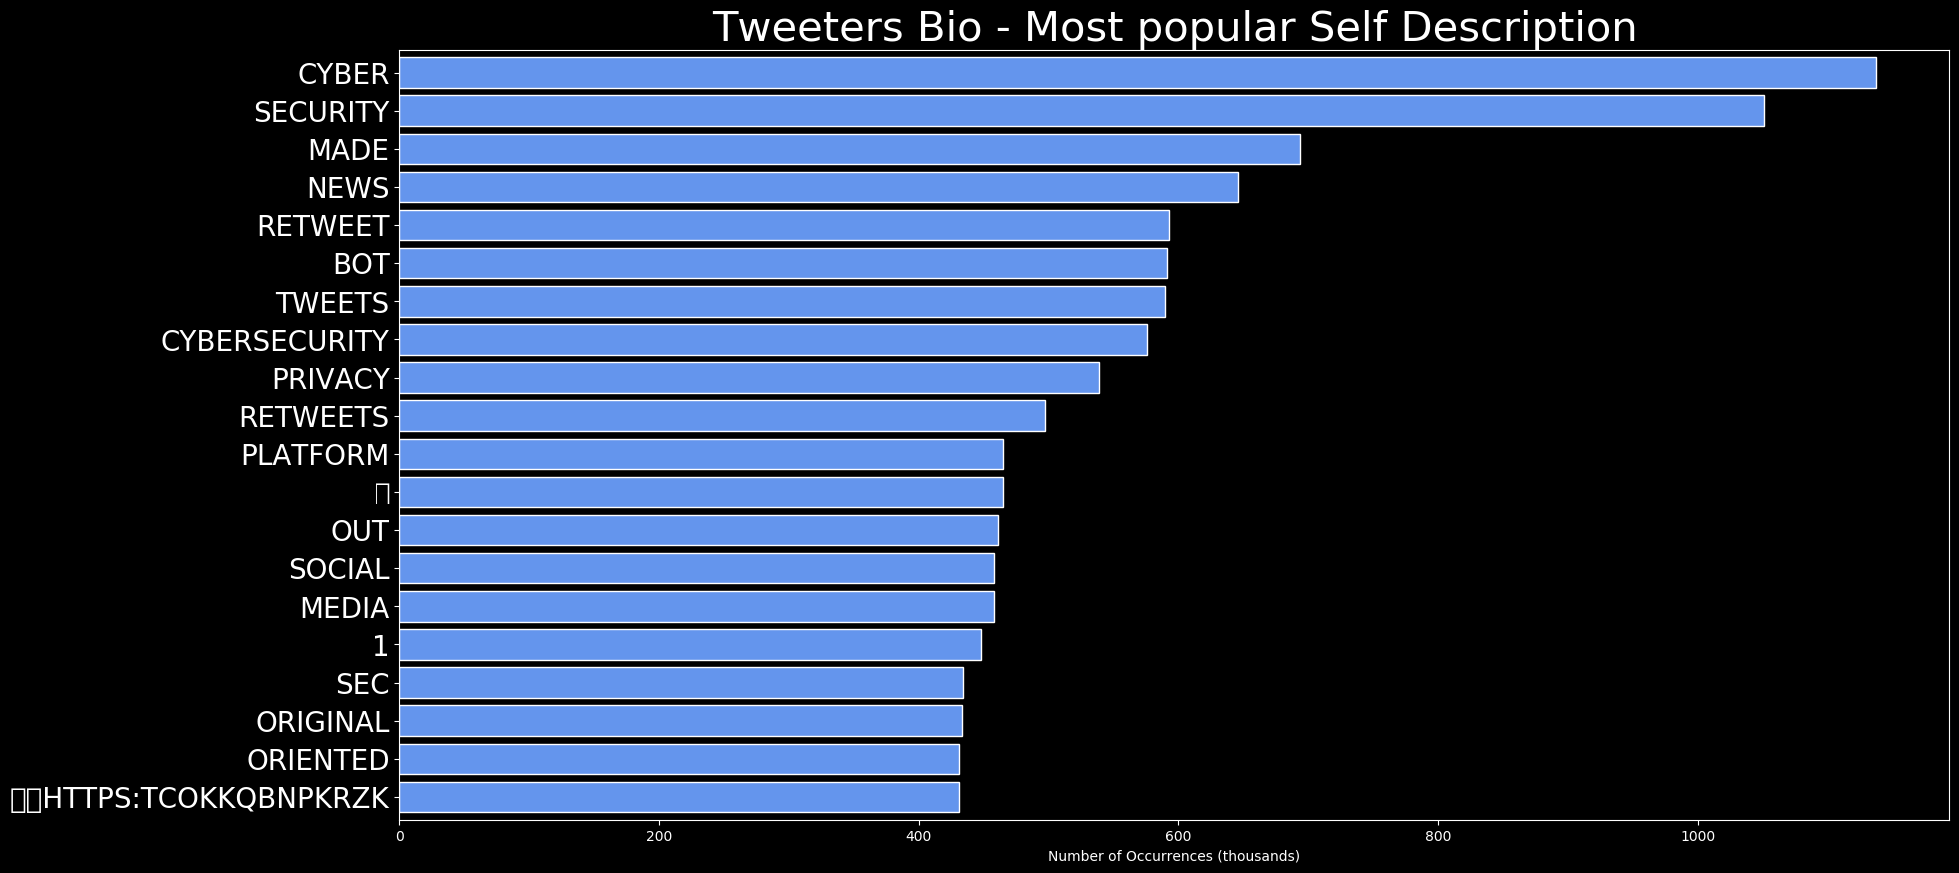 Tweeters Bio - Most popular Self Description
CYBER
SECURITY
MADE
NEWS
RETWEET
BOT
TWEETS
CYBERSECURITY
PRIVACY
RETWEETS
PLATFORM
OUT
SOCIAL
MEDIA
1
SEC
ORIGINAL
ORIENTED
HTTPS:TCOKKQBNPKRZK
0 200 400 600 800 1000
Number of Occurrences (thousands)